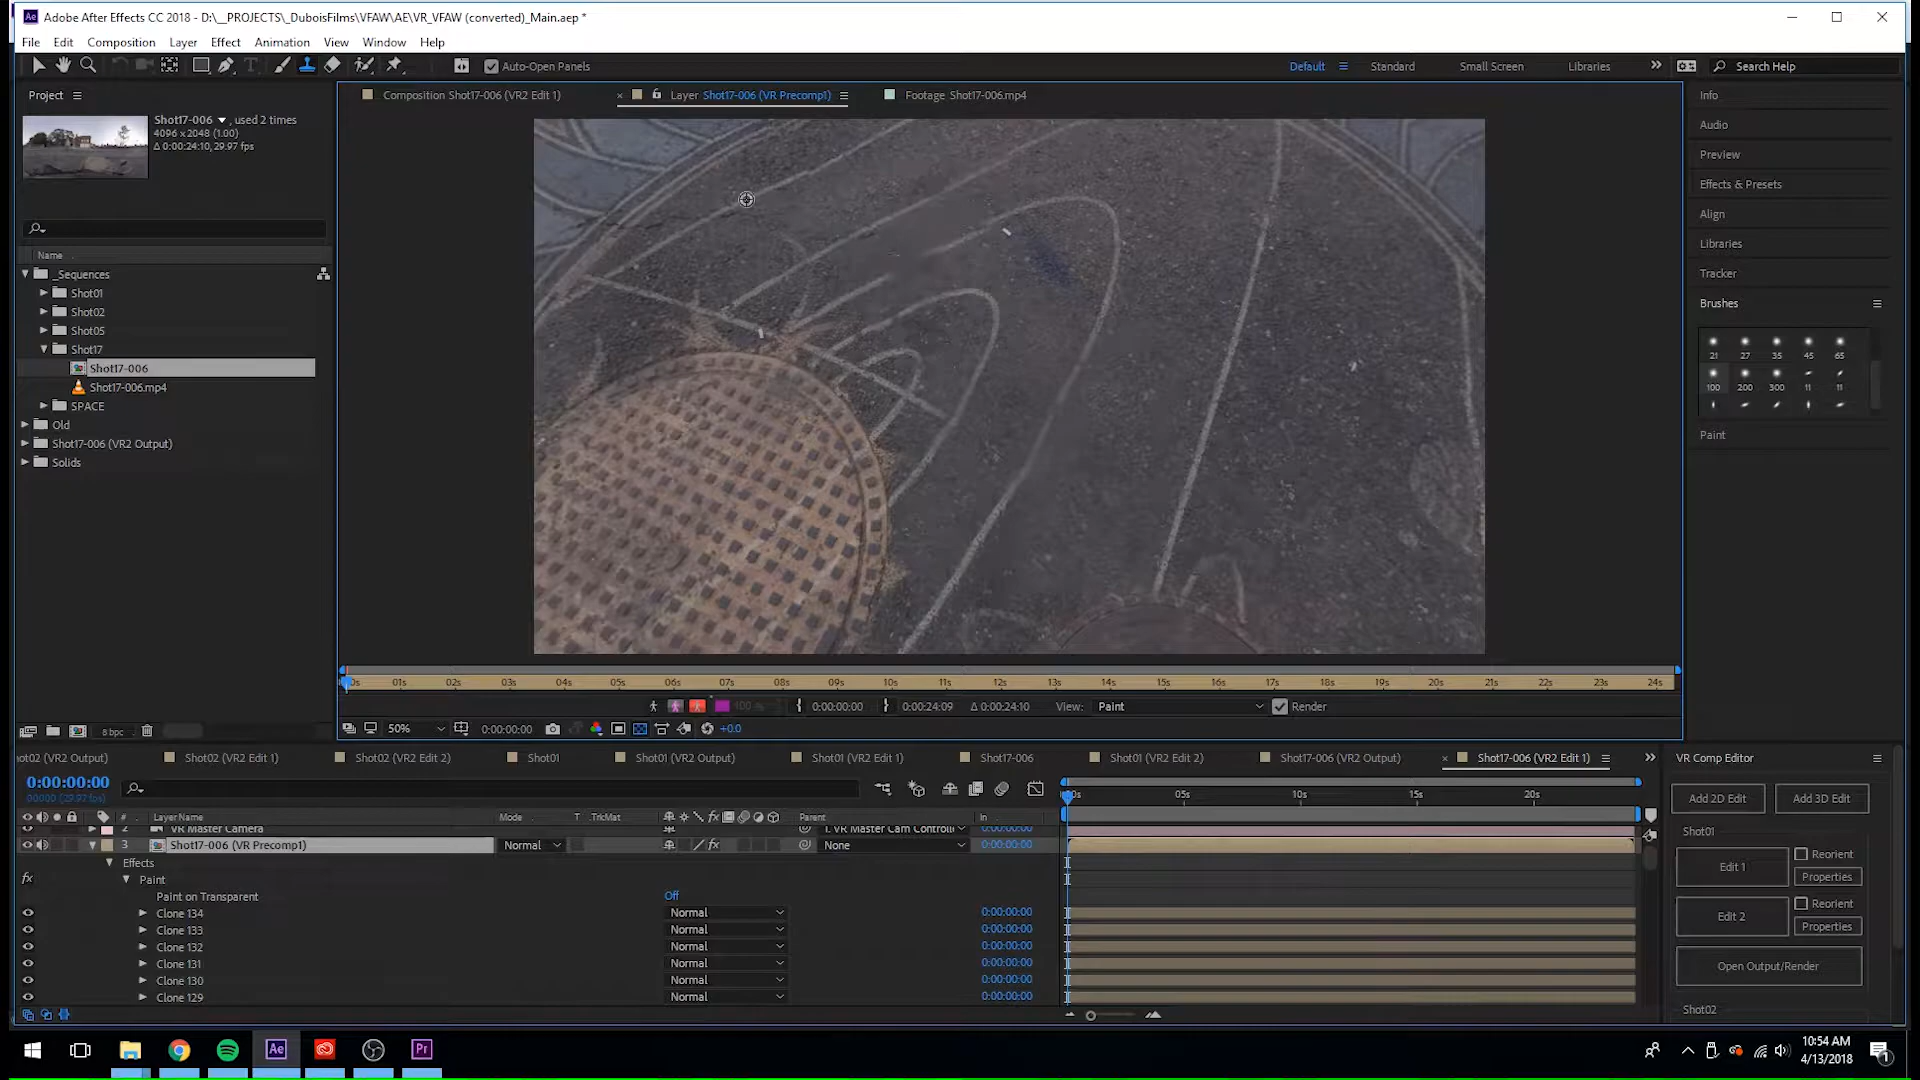 Adobe After Effects CC 2018 - D:\__PROJECTS\_DuboisFilms\VFAW\AE\VR_VFAW (converted)_Main.aep *
File Edit Composition Layer Effect Animation View Window Help
Auto-Open Panels
Default Standard Small Screen Libraries Search Help
Project
Composition Shot17-006 (VR2 Edit 1)
Layer Shot17-006 (VR Precomp1)
Footage Shot17-006.mp4
Shot17-006 , used 2 times
4096 x 2048 (1.00)
Δ 0:00:24:10, 29.97 fps
Name
_Sequences
Shot01
Shot02
Shot05
Shot17
Shot17-006
Shot17-006.mp4
SPACE
Old
Shot17-006 (VR2 Output)
Solids
8 bpc
Info
Audio
Preview
Effects & Presets
Align
Libraries
Tracker
Brushes
21 27 35 45 65
100 200 300 11 11
Paint
01s 02s 03s 04s 05s 06s 07s 08s 09s 10s 11s 12s 13s 14s 15s 16s 17s 18s 19s 20s 21s 22s 23s 24s
100 0:00:00:00 0:00:24:09 Δ 0:00:24:10 View: Paint Render
50% 0:00:00:00 +0.0
ot02 (VR2 Output) Shot02 (VR2 Edit 1) Shot02 (VR2 Edit 2) Shot01 Shot01 (VR2 Output) Shot01 (VR2 Edit 1) Shot17-006 Shot01 (VR2 Edit 2) Shot17-006 (VR2 Output) Shot17-006 (VR2 Edit 1)
0:00:00:00
00000 (29.97 fps)
05s 10s 15s 20s
# Layer Name Mode T TrkMat Parent In
2 VR Master Camera 1. VR Master Cam Controll 0:00:00:00
3 Shot17-006 (VR Precomp1) Normal None 0:00:00:00
Effects
fx Paint
Paint on Transparent Off
Clone 134 Normal 0:00:00:00
Clone 133 Normal 0:00:00:00
Clone 132 Normal 0:00:00:00
Clone 131 Normal 0:00:00:00
Clone 130 Normal 0:00:00:00
Clone 129 Normal 0:00:00:00
VR Comp Editor
Add 2D Edit Add 3D Edit
Shot01
Edit 1 Reorient
Properties
Edit 2 Reorient
Properties
Open Output/Render
Shot02
Ae Pr
10:54 AM
4/13/2018
1